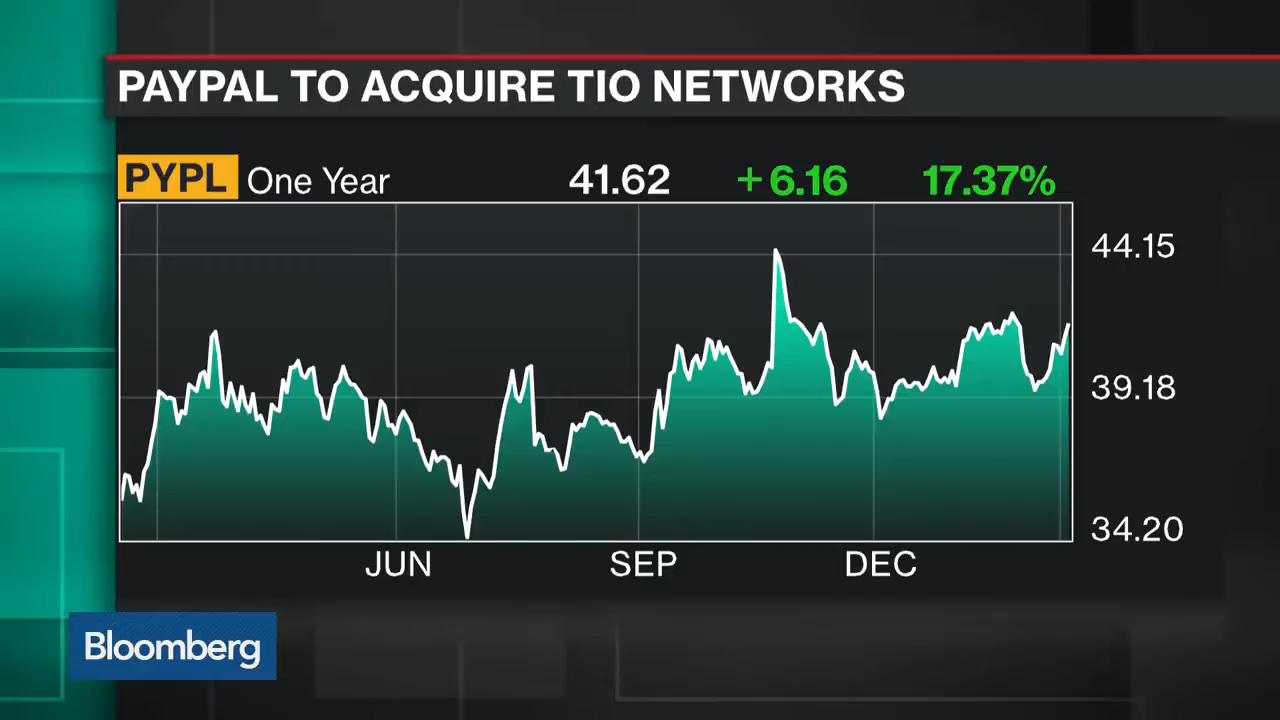 PAYPAL TO ACQUIRE TIO NETWORKS
PYPL One Year 41.62 +6.16 17.37%
44.15
39.18
34.20
JUN SEP DEC
Bloomberg